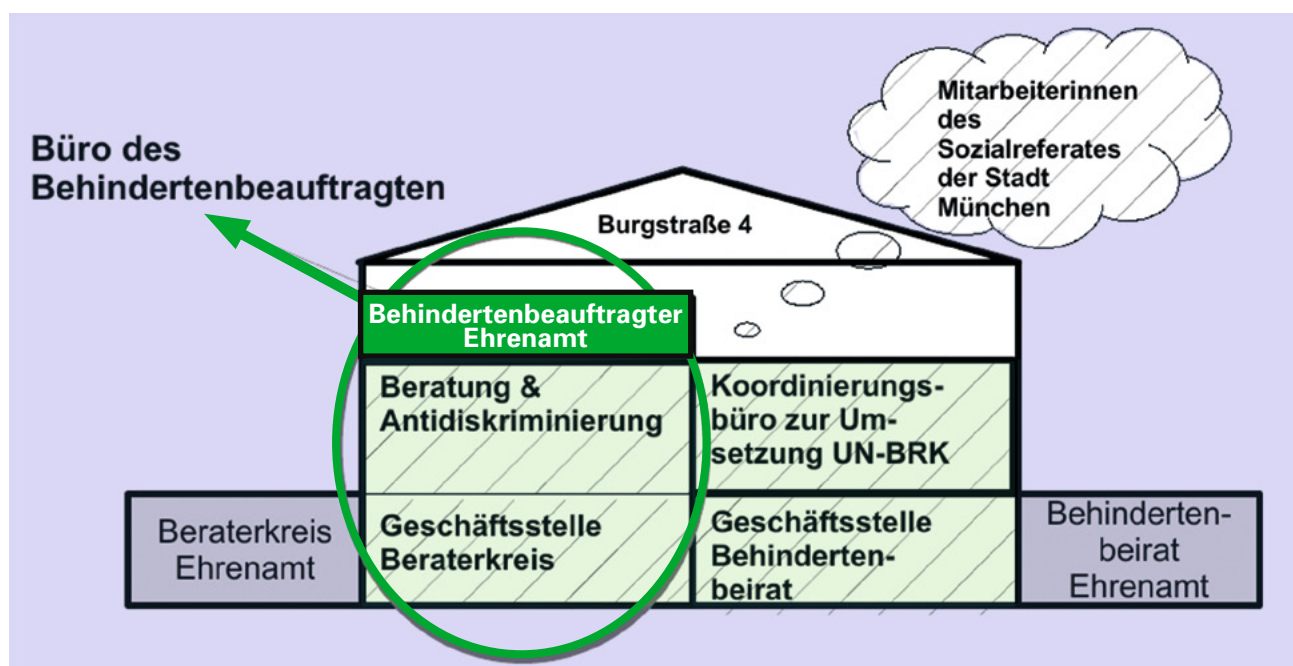 Büro des
Behindertenbeauftragten
Mitarbeiterinnen
des
Sozialreferates
der Stadt
München
Burgstraße 4
Behindertenbeauftragter
Ehrenamt
Beratung &
Antidiskriminierung
Koordinierungs-
büro zur Um-
setzung UN-BRK
Beraterkreis
Ehrenamt
Geschäftsstelle
Beraterkreis
Geschäftsstelle
Behinderten-
beirat
Behinderten-
beirat
Ehrenamt